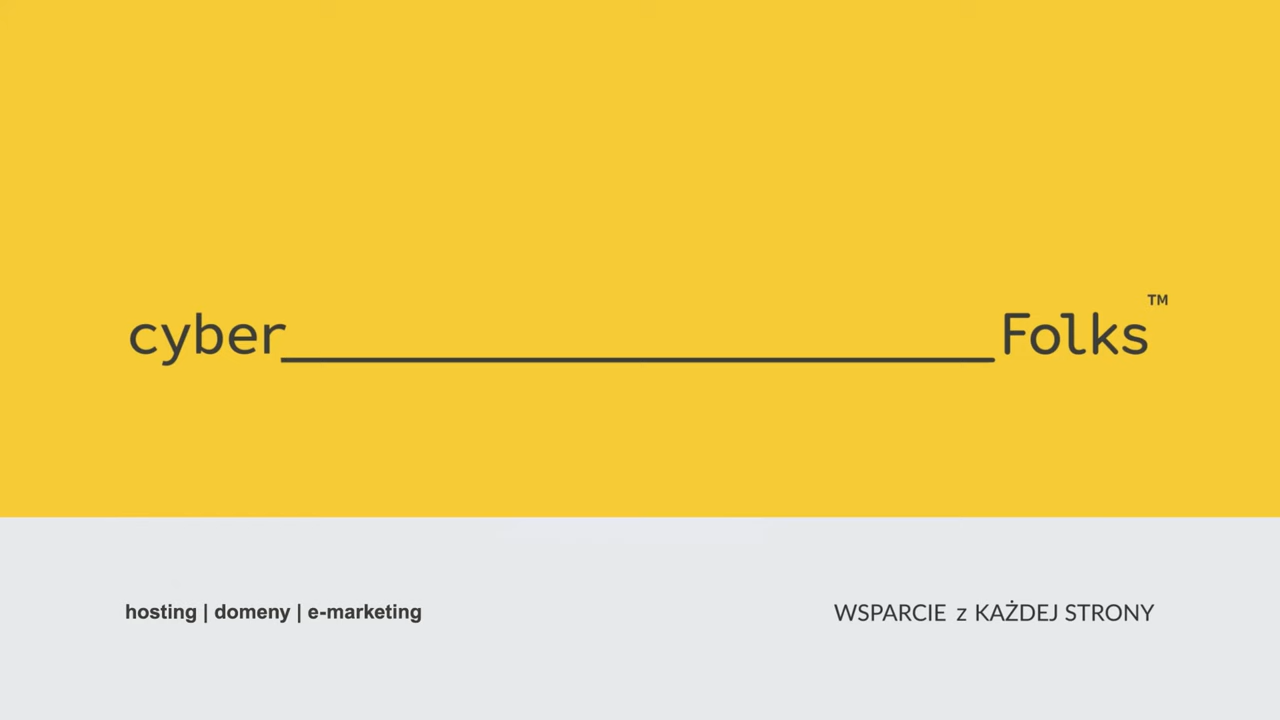 cyber_Folks™
hosting | domeny | e-marketing
WSPARCIE z KAŻDEJ STRONY